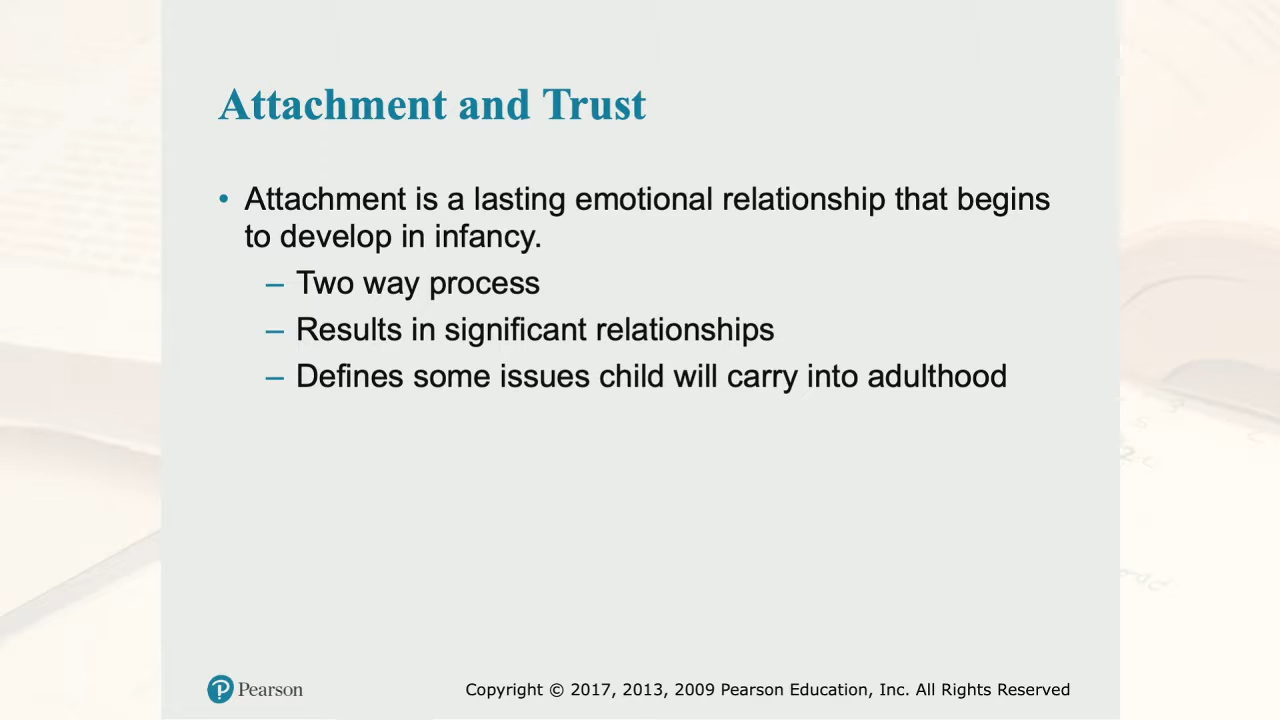 Attachment and Trust
• Attachment is a lasting emotional relationship that begins
to develop in infancy.
– Two way process
– Results in significant relationships
– Defines some issues child will carry into adulthood
Pearson
Copyright © 2017, 2013, 2009 Pearson Education, Inc. All Rights Reserved